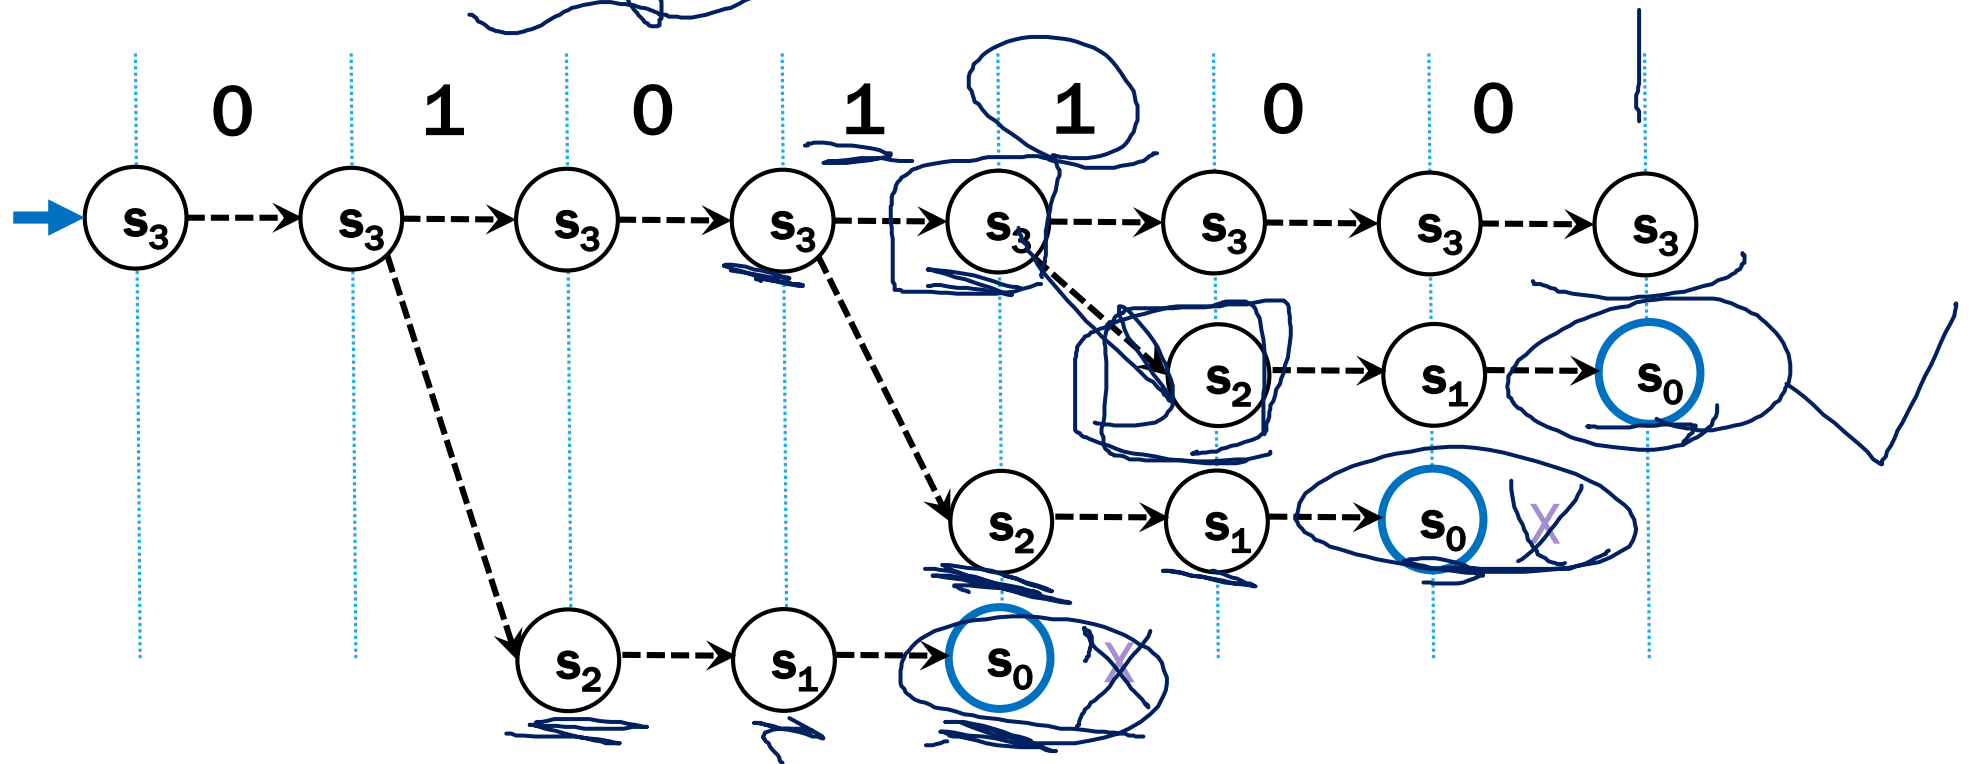 0 1 0 1 1 0 0
s₃ s₃ s₃ s₃ s₃ s₃ s₃ s₃
s₂ s₁ s₀
s₂ s₁ s₀ X
s₂ s₁ s₀ X